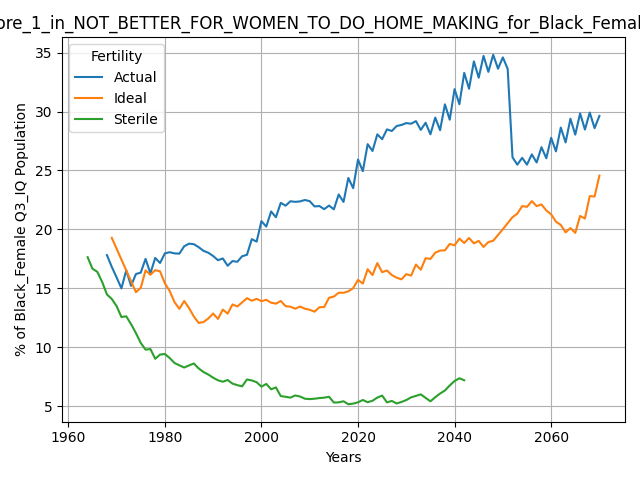 ore_1_in_NOT_BETTER_FOR_WOMEN_TO_DO_HOME_MAKING_for_Black_Femal
% of Black_Female Q3_IQ Population
35
30
25
20
15
10
5
Fertility
Actual
Ideal
Sterile
1960
1980
2000
2020
2040
2060
Years